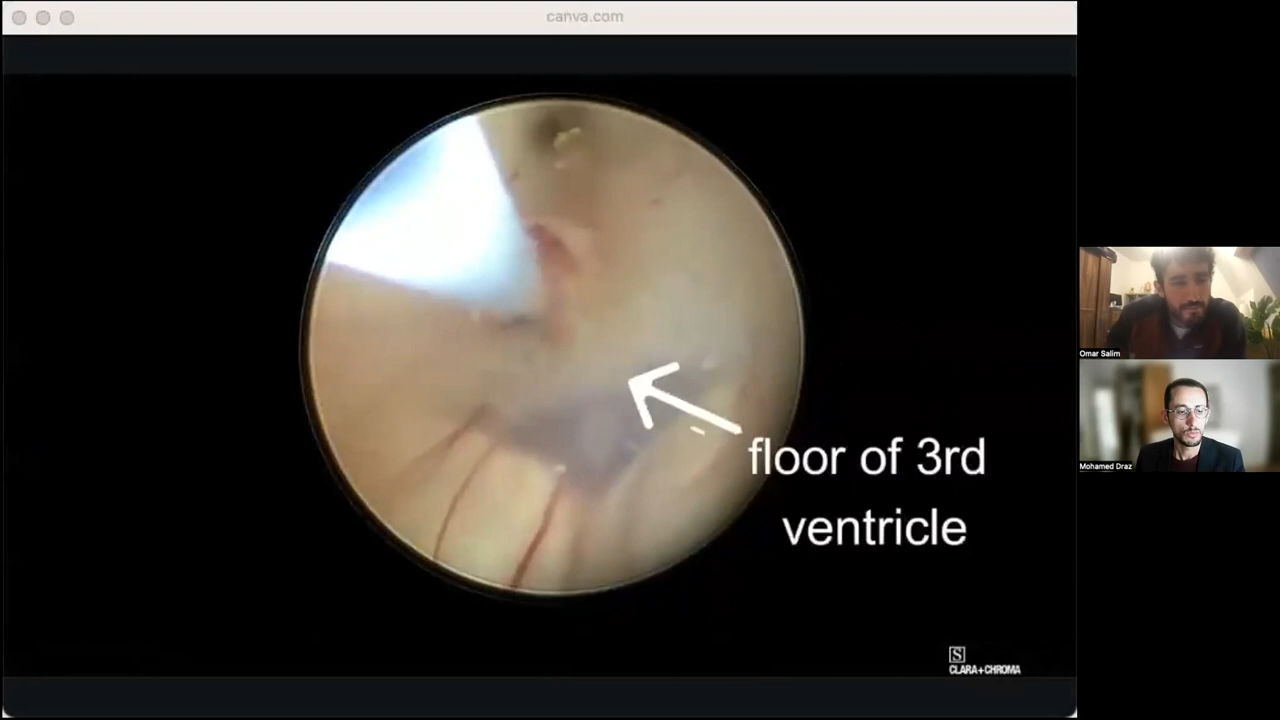 canva.com
floor of 3rd
ventricle
S
CLARA+CHROMA
Omar Salim
Mohamed Draz